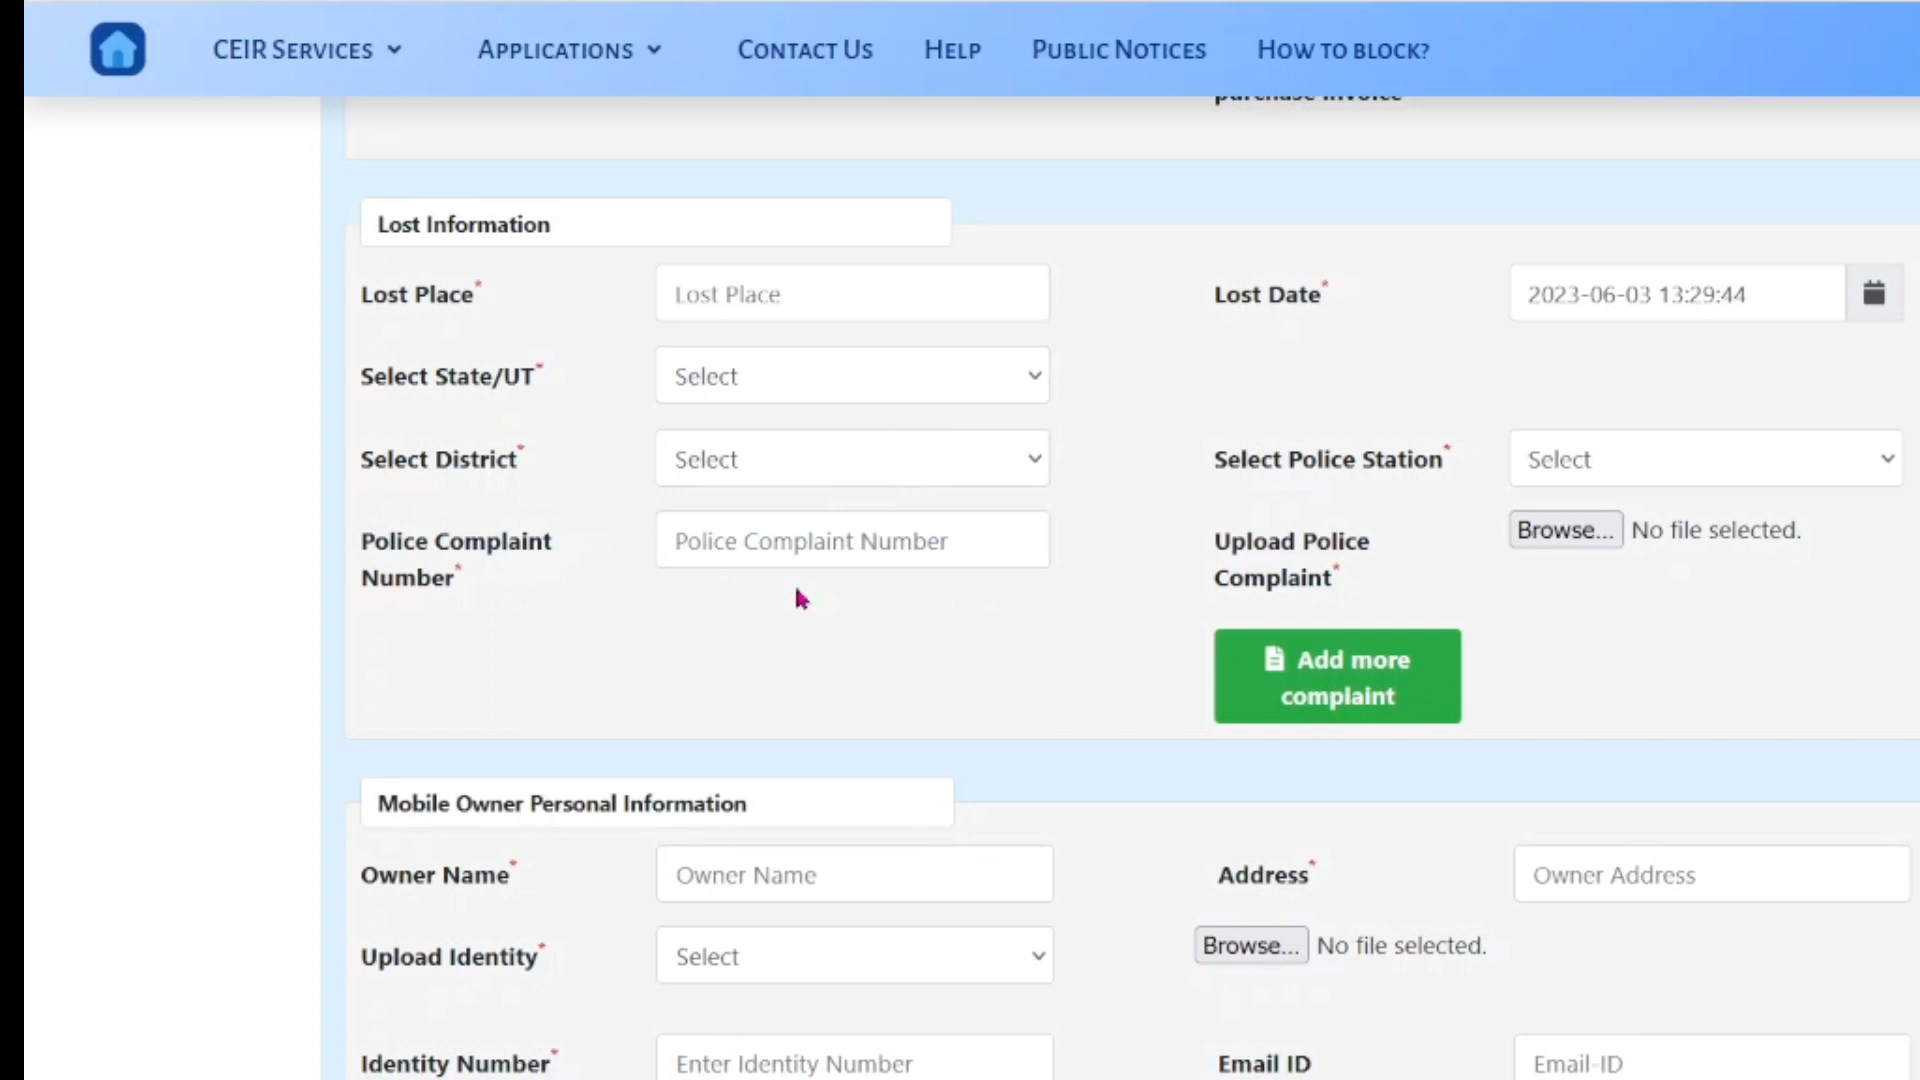 CEIR Services Applications Contact Us Help Public Notices How to block?
purchase invoice
Lost Information
Lost Place* Lost Place Lost Date* 2023-06-03 13:29:44
Select State/UT* Select
Select District* Select Select Police Station* Select
Police Complaint Number* Police Complaint Number Upload Police Complaint* Browse... No file selected.
Add more
complaint
Mobile Owner Personal Information
Owner Name* Owner Name Address* Owner Address
Upload Identity* Select Browse... No file selected.
Identity Number* Enter Identity Number Email ID Email-ID